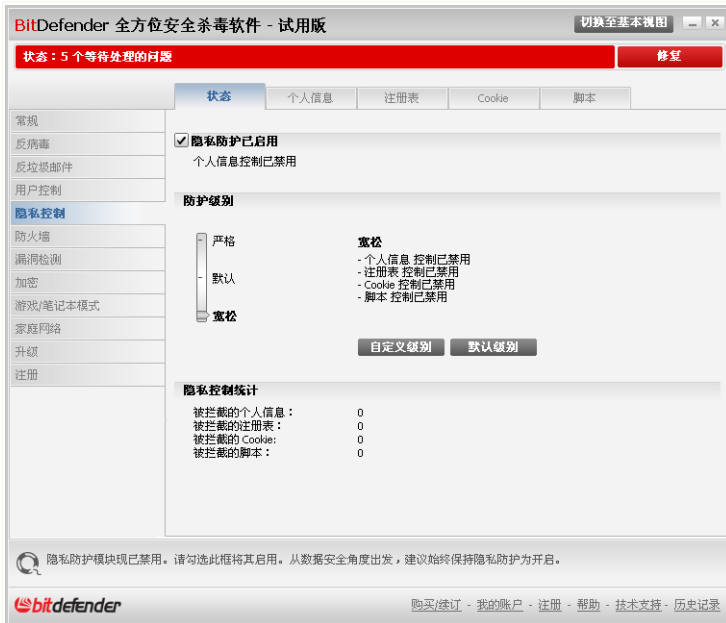 BitDefender 全方位安全杀毒软件 - 试用版
切换至基本视图
状态：5 个等待处理的问题
修复
状态 个人信息 注册表 Cookie 脚本
常规
反病毒
反垃圾邮件
用户控制
隐私控制
防火墙
漏洞检测
加密
游戏/笔记本模式
家庭网络
升级
注册
隐私防护已启用
个人信息控制已禁用
防护级别
严格
默认
宽松
宽松
- 个人信息 控制已禁用
- 注册表 控制已禁用
- Cookie 控制已禁用
- 脚本 控制已禁用
自定义级别 默认级别
隐私控制统计
被拦截的个人信息： 0
被拦截的注册表： 0
被拦截的 Cookie: 0
被拦截的脚本： 0
隐私防护模块现已禁用。请勾选此框将其启用。从数据安全角度出发，建议始终保持隐私防护为开启。
bitdefender
购买/续订 - 我的账户 - 注册 - 帮助 - 技术支持 - 历史记录